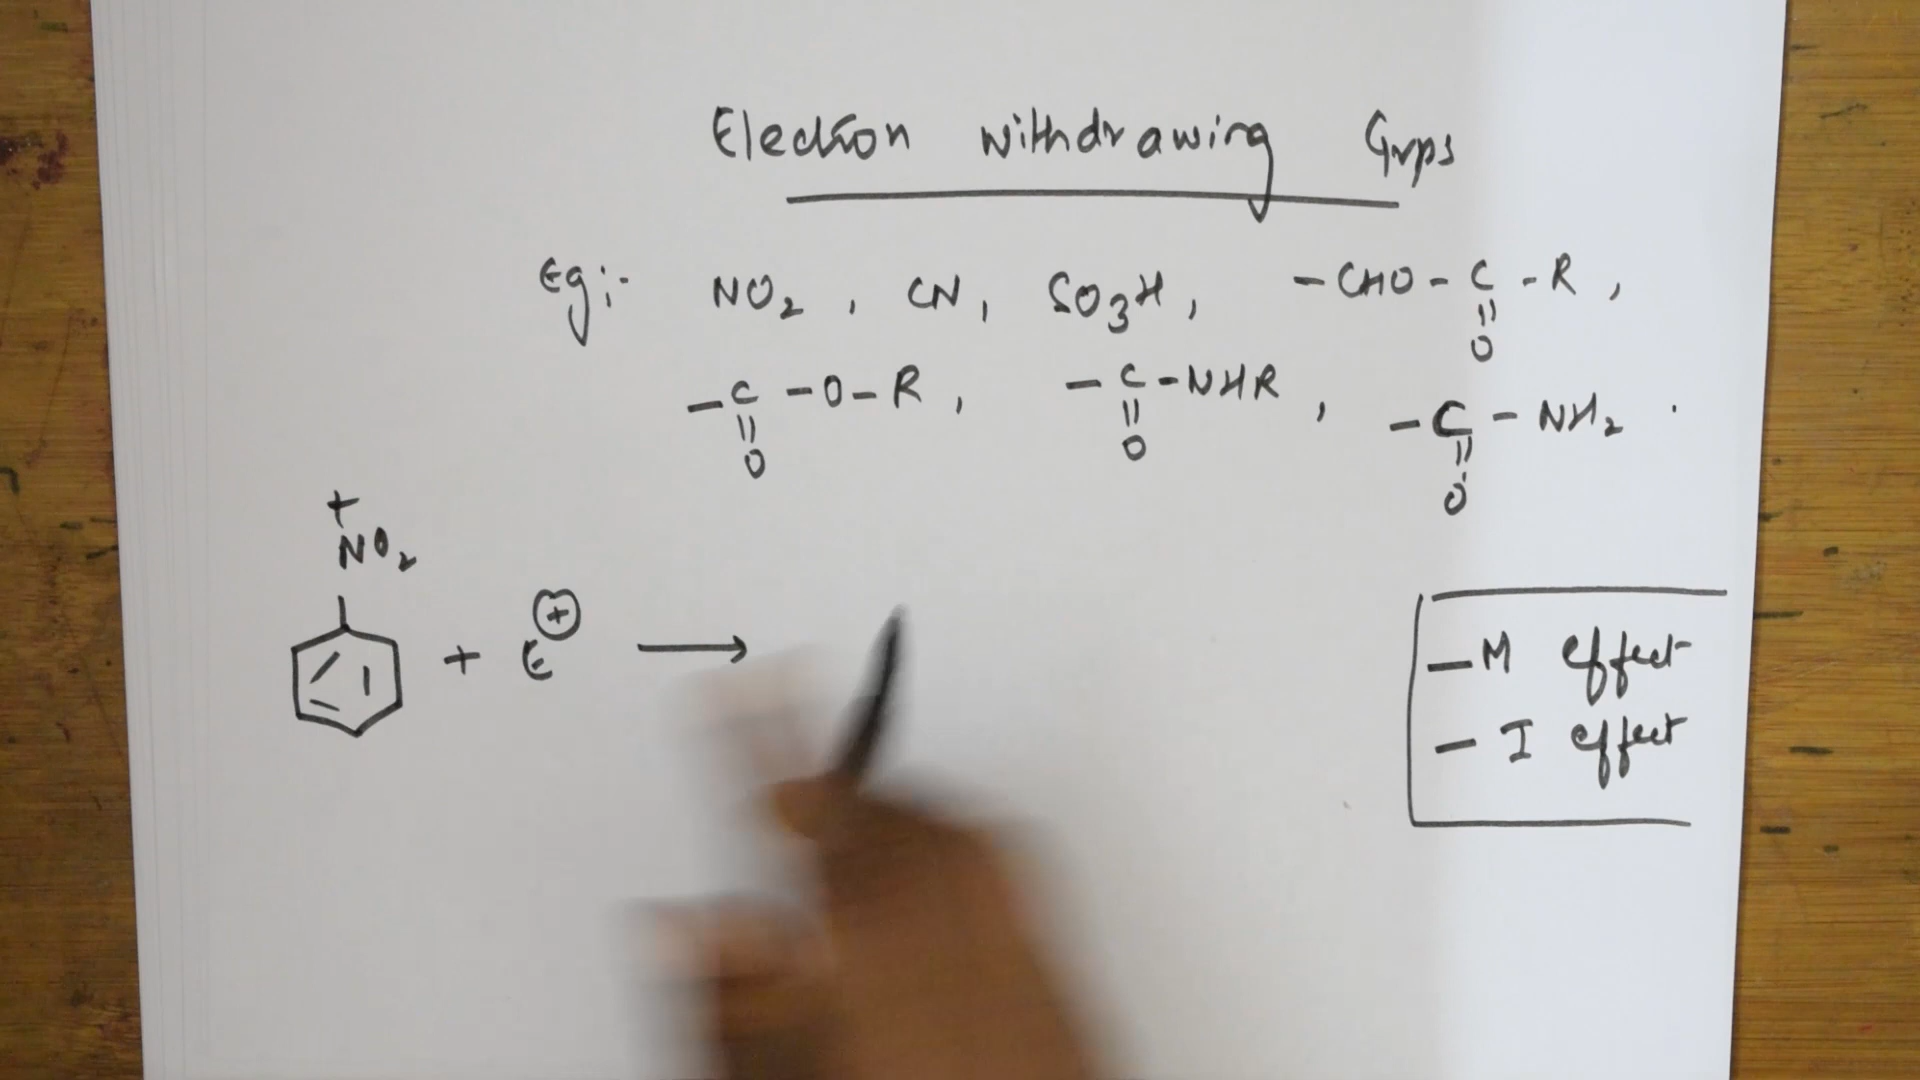 Electron withdrawing Grps
Eg:- NO2, CN, SO3H, -CHO-C-R,
||
O
-C-O-R, -C-NHR, -C-NH2.
|| || ||
O O O
+
NO2
+ E+ →
-M effect
-I effect